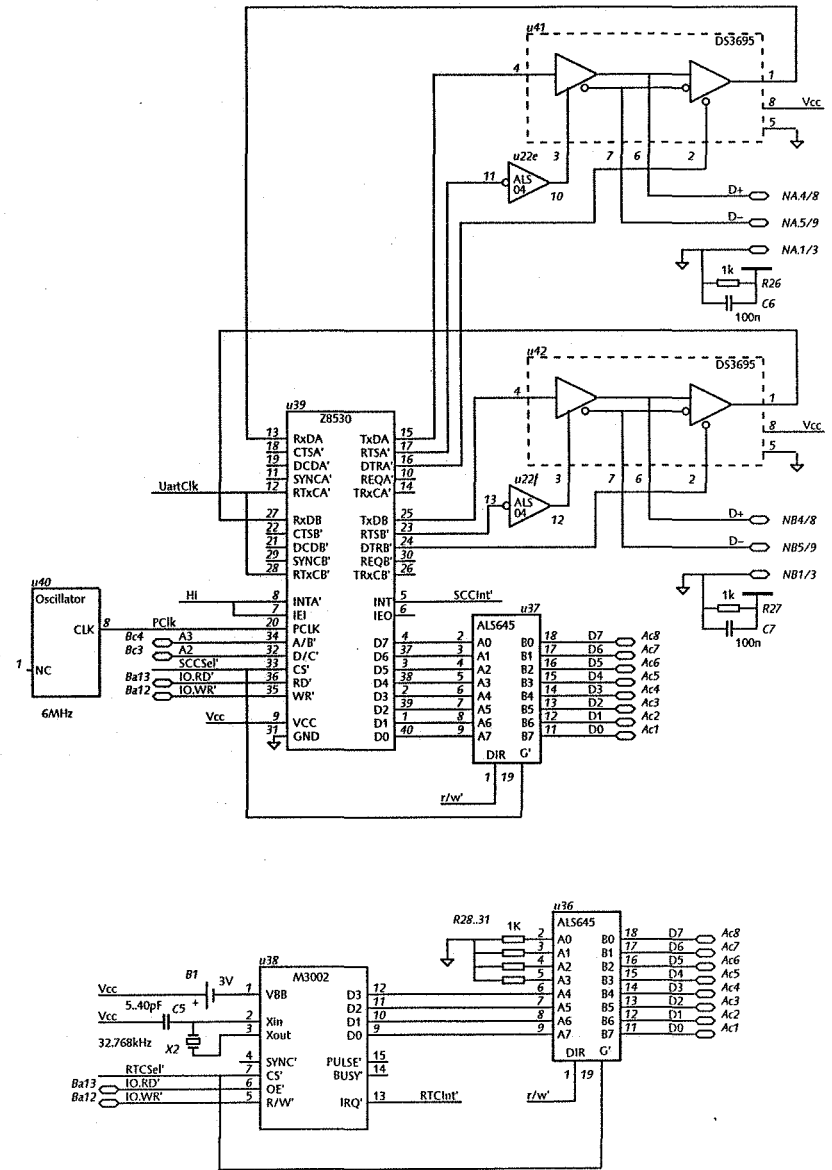 u41
DS3695
4
1
8 Vcc
5
3 7 6 2
u22e
11 ALS 04 10
D+ NA.4/8
D- NA.5/9
NA.1/3
1k R26
C6
100n
u42
DS3695
4
1
8 Vcc
5
3 7 6 2
u22f
13 ALS 04 12
D+ NB4/8
D- NB5/9
NB1/3
1k R27
C7
100n
u39
Z8530
13 RxDA TxDA 15
18 CTSA' RTSA' 17
19 DCDA' DTRA' 16
11 SYNCA' REQA' 10
UartClk 12 RTxCA' TRxCA' 14
27 RxDB TxDB 25
22 CTSB' RTSB' 23
21 DCDB' DTRB' 24
29 SYNCB' REQB' 30
28 RTxCB' TRxCB' 26
Hi 8 INTA' INT 5 SCCInt'
7 IEI IEO 6
PClk 20 PCLK
Bc4 A3 34 A/B' D7 4
Bc3 A2 32 D/C' D6 37
SCCSel' 33 CS' D5 3
Ba13 IO.RD' 36 RD' D4 38
Ba12 IO.WR' 35 WR' D3 2
D2 39
Vcc 9 VCC D1 1
31 GND D0 40
u40
Oscillator
CLK 8
1 NC
6MHz
u37
ALS645
2 A0 B0 18 D7 Ac8
3 A1 B1 17 D6 Ac7
4 A2 B2 16 D5 Ac6
5 A3 B3 15 D4 Ac5
6 A4 B4 14 D3 Ac4
7 A5 B5 13 D2 Ac3
8 A6 B6 12 D1 Ac2
9 A7 B7 11 D0 Ac1
DIR G'
1 19
r/w'
u36
ALS645
R28..31 1K
2 A0 B0 18 D7 Ac8
3 A1 B1 17 D6 Ac7
4 A2 B2 16 D5 Ac6
5 A3 B3 15 D4 Ac5
6 A4 B4 14 D3 Ac4
7 A5 B5 13 D2 Ac3
8 A6 B6 12 D1 Ac2
9 A7 B7 11 D0 Ac1
DIR G'
1 19
r/w'
u38
M3002
Vcc B1 + 3V 1 VBB D3 12
D2 11
5..40pF C5
Vcc 2 Xin D1 10
32.768kHz X2 3 Xout D0 9
4 SYNC' PULSE' 15
RTCSel' 7 CS' BUSY' 14
Ba13 IO.RD' 6 OE'
Ba12 IO.WR' 5 R/W' IRQ' 13 RTCInt'